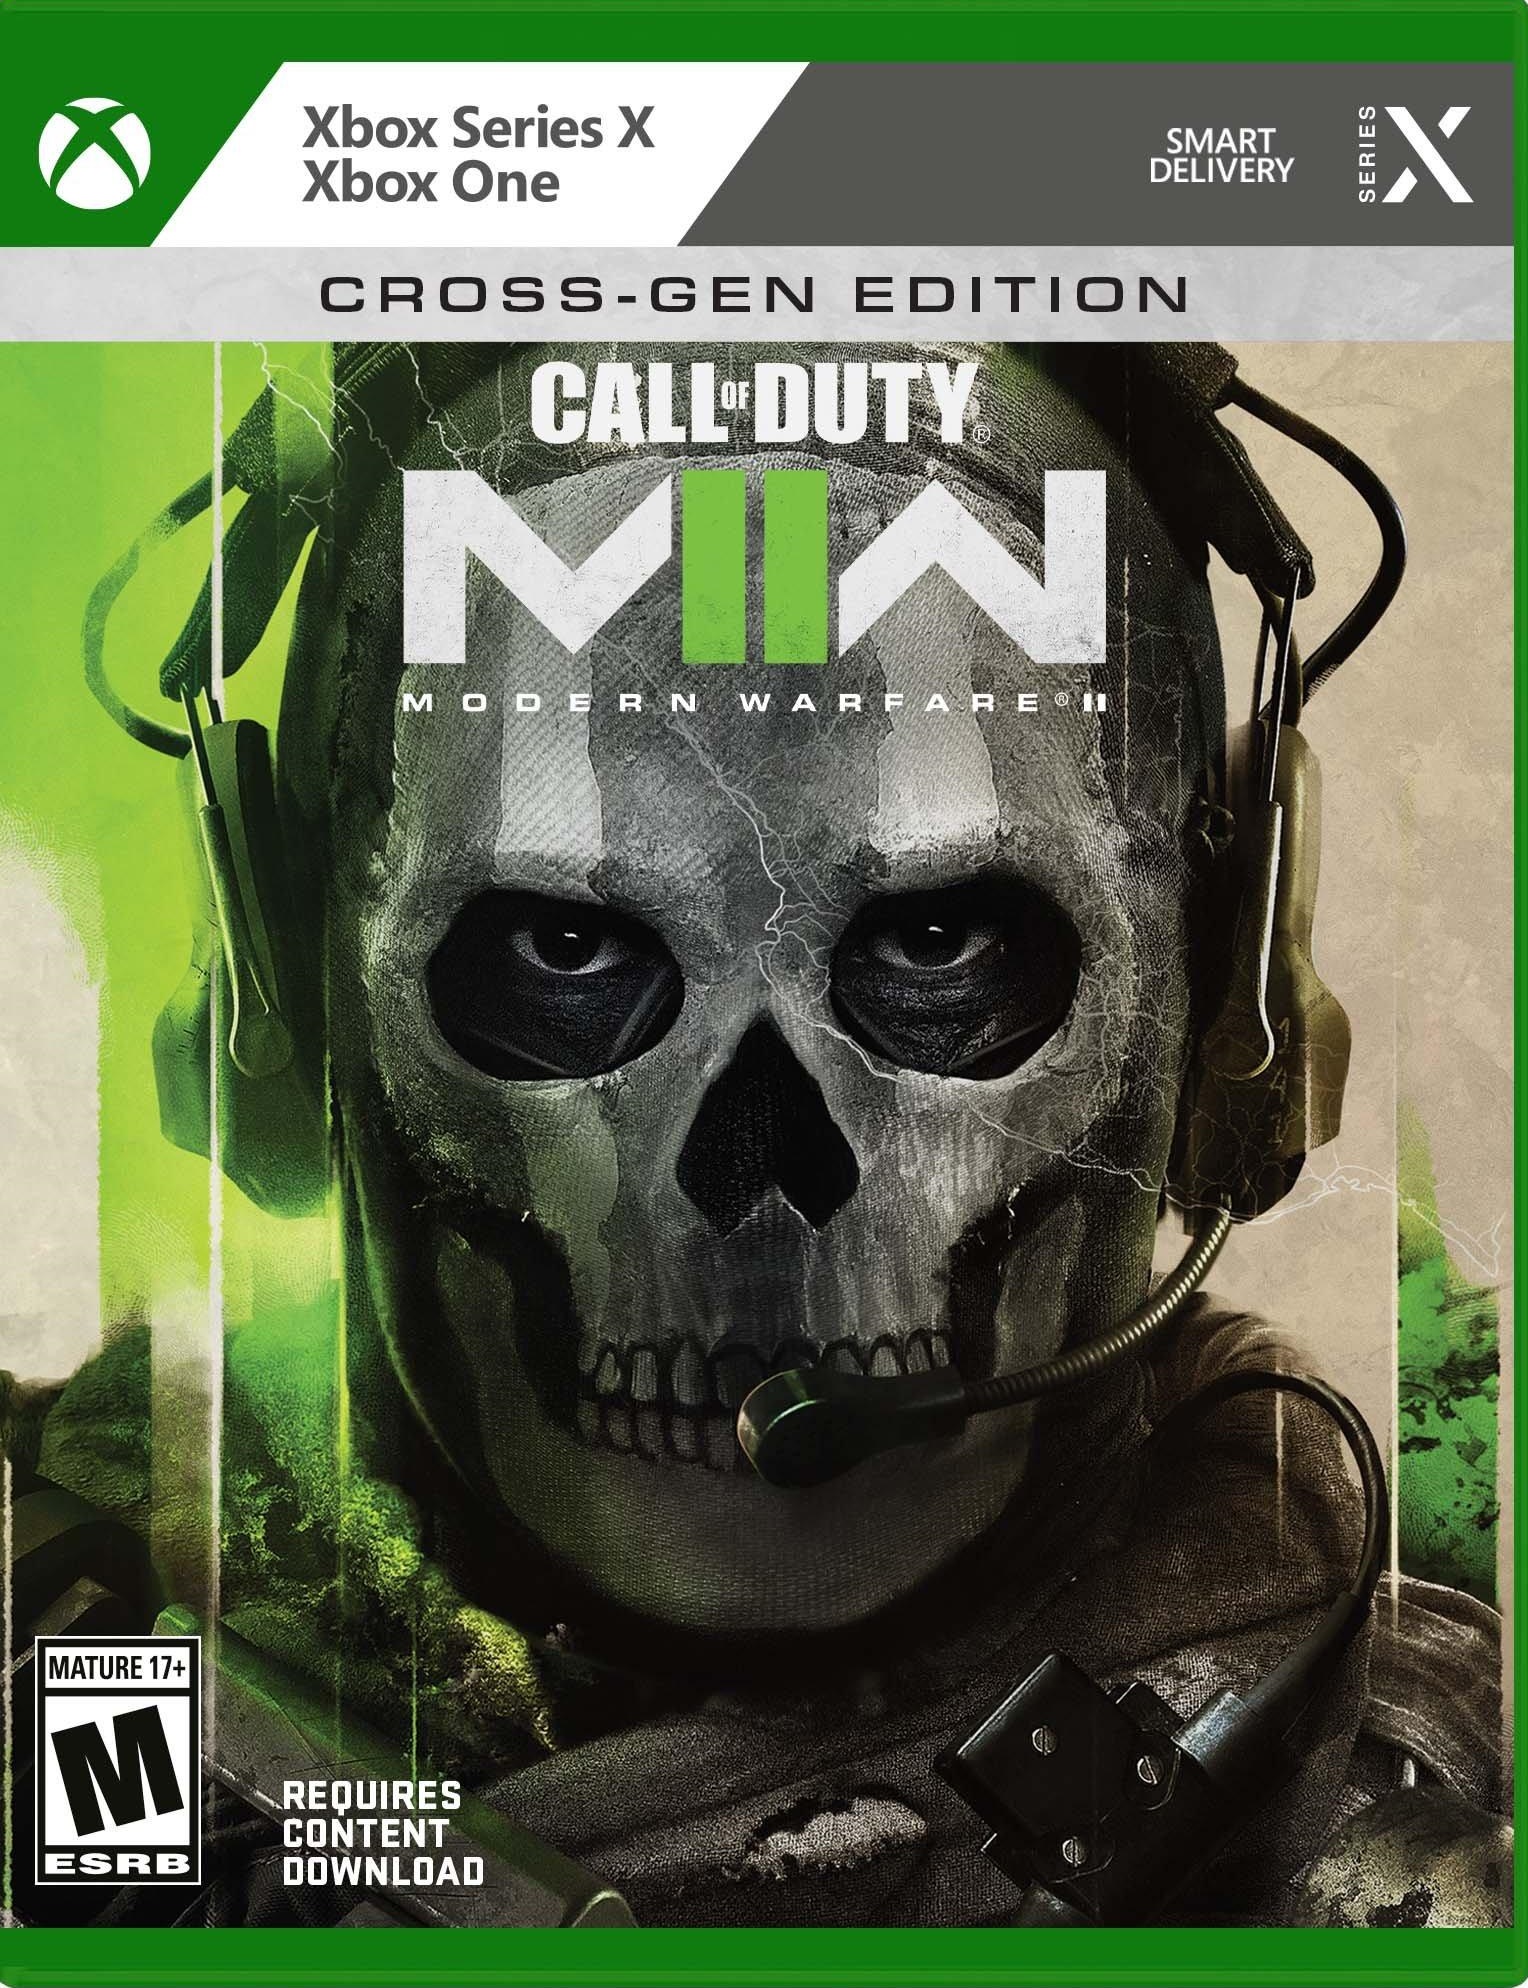 Xbox Series X
Xbox One
SMART
DELIVERY
SERIES X
CROSS-GEN EDITION
CALL OF DUTY®
MIIW
MODERN WARFARE® II
MATURE 17+
M
ESRB
REQUIRES
CONTENT
DOWNLOAD